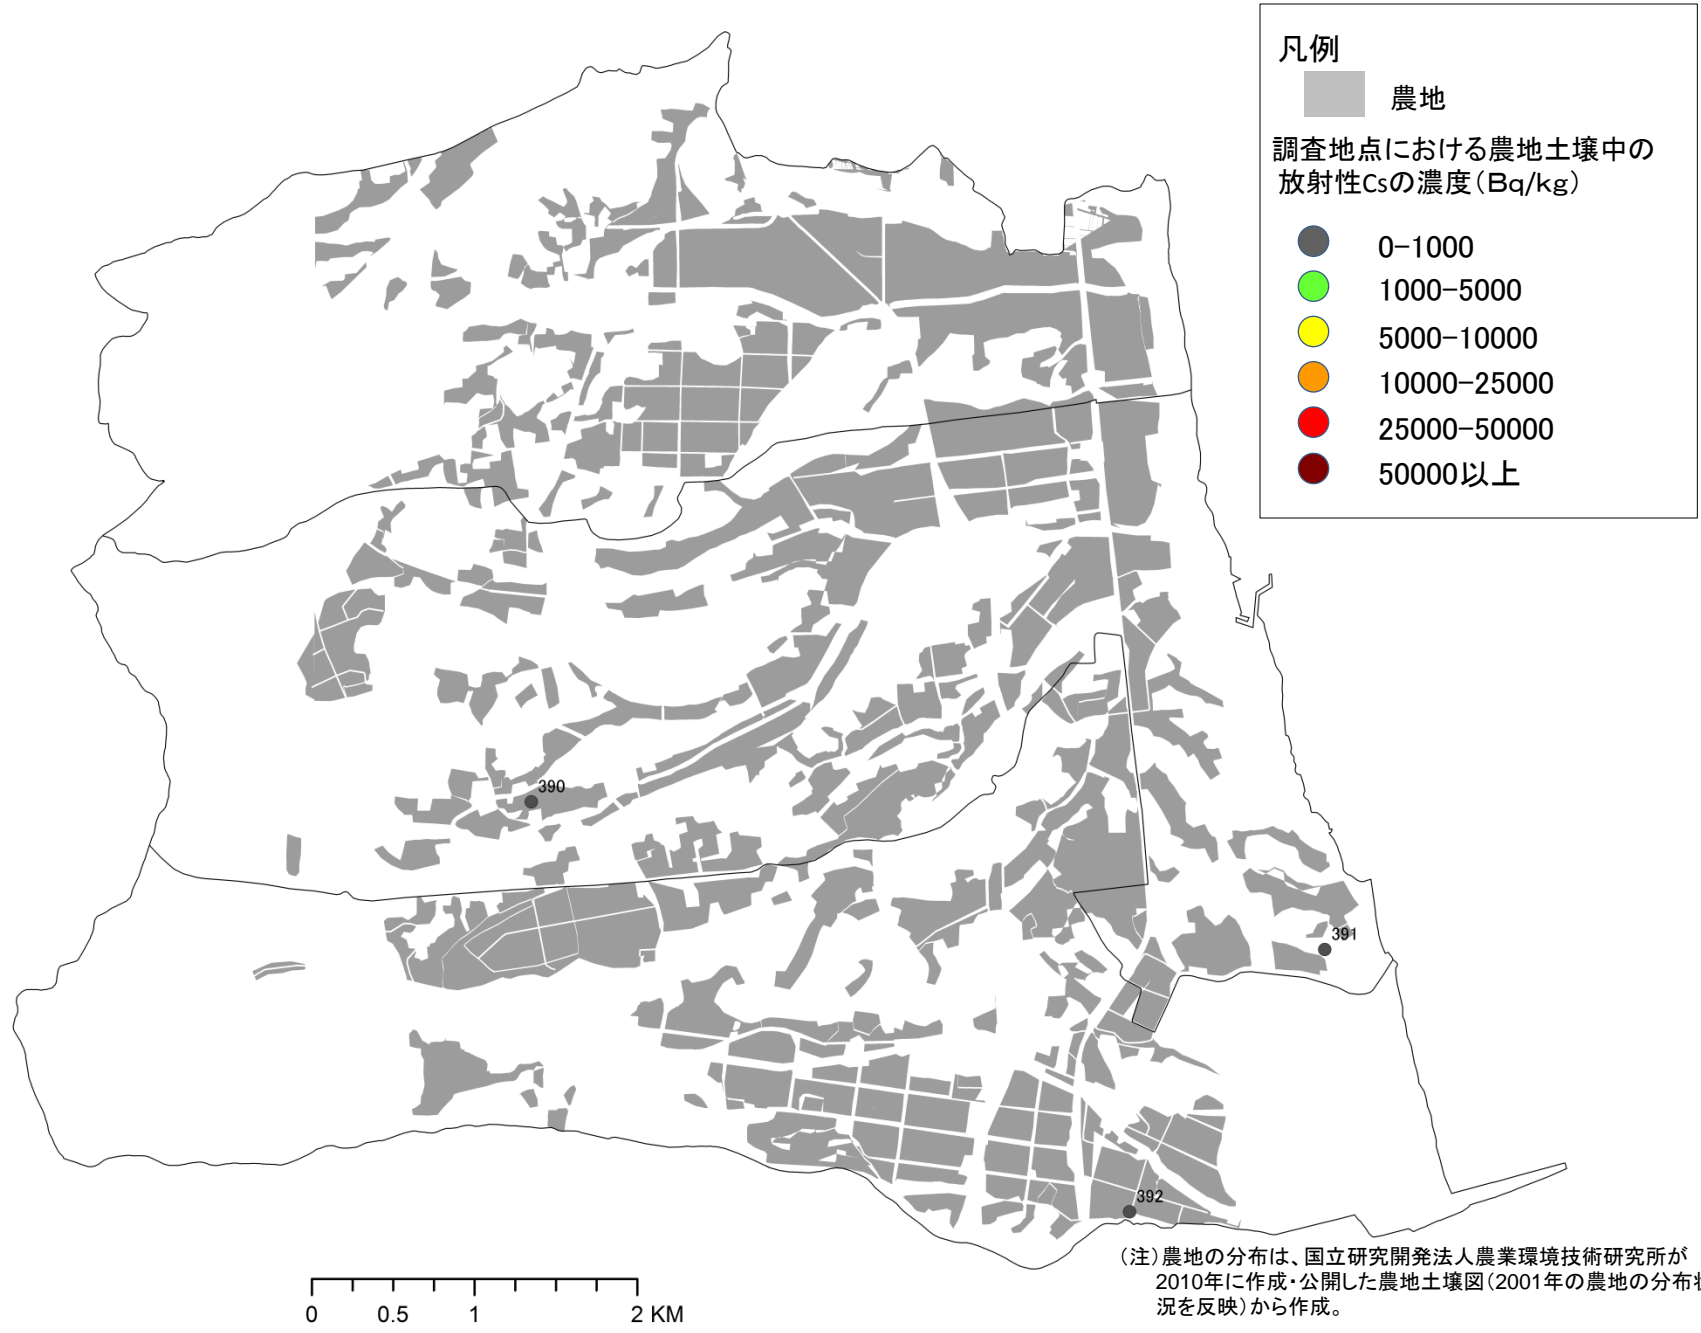 凡例
農地
調査地点における農地土壌中の
放射性Csの濃度（Bq/kg）
0-1000
1000-5000
5000-10000
10000-25000
25000-50000
50000以上
390
391
392
（注）農地の分布は、国立研究開発法人農業環境技術研究所が
2010年に作成・公開した農地土壌図（2001年の農地の分布
況を反映）から作成。
0 0.5 1 2 KM